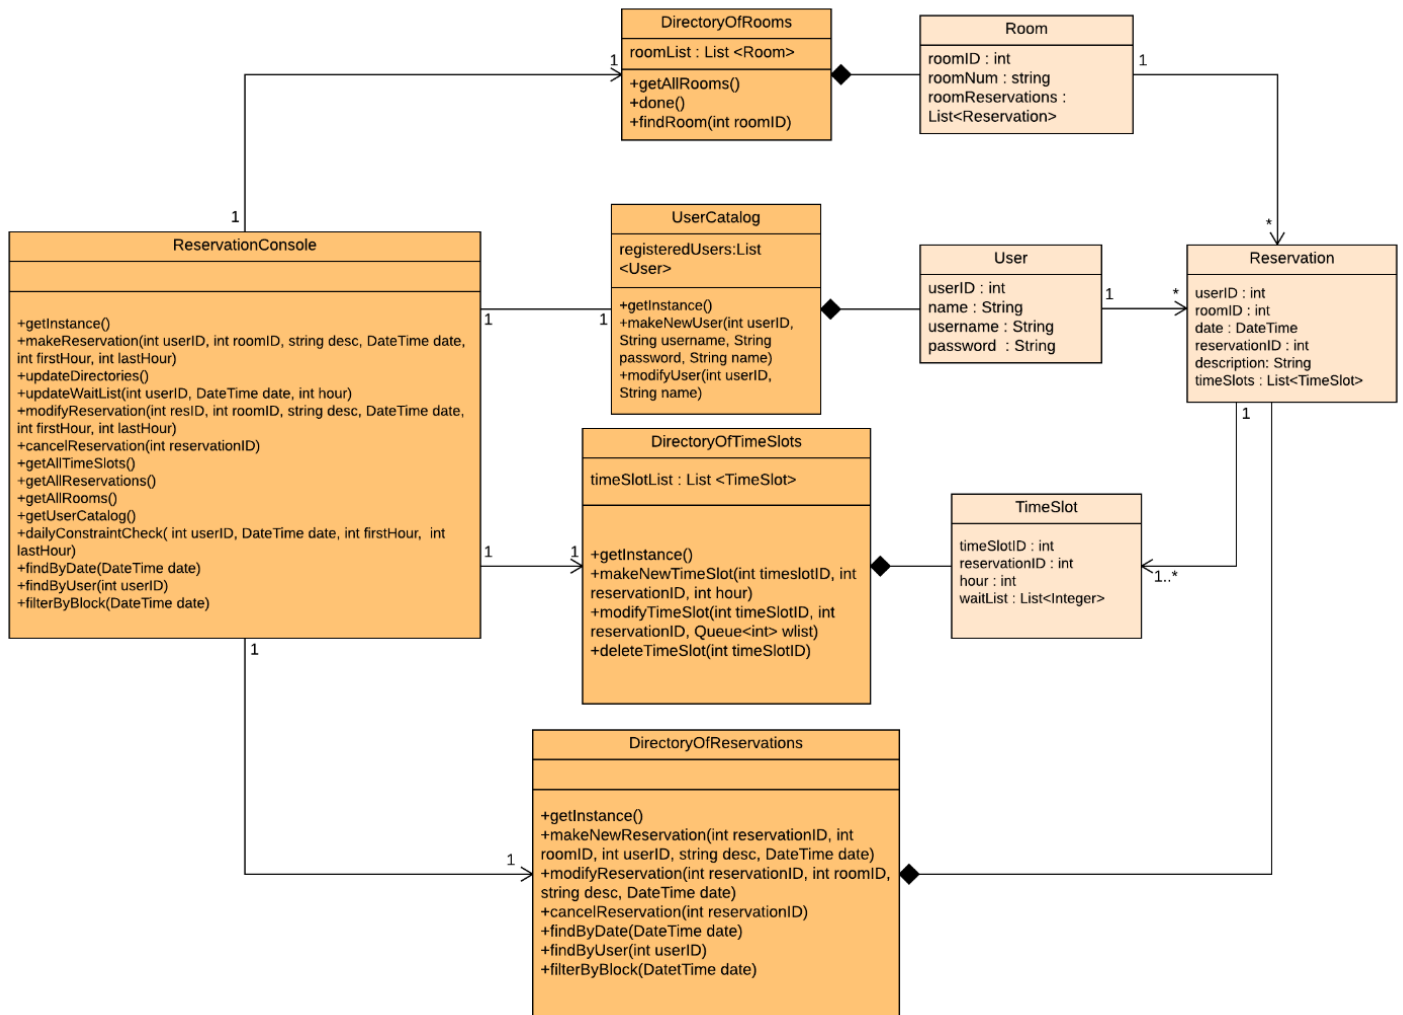 DirectoryOfRooms
roomList : List <Room>
+getAllRooms()
+done()
+findRoom(int roomID)
Room
roomID : int
roomNum : string
roomReservations :
List<Reservation>
1
1
1
*
ReservationConsole
+getInstance()
+makeReservation(int userID, int roomID, string desc, DateTime date,
int firstHour, int lastHour)
+updateDirectories()
+updateWaitList(int userID, DateTime date, int hour)
+modifyReservation(int resID, int roomID, string desc, DateTime date,
int firstHour, int lastHour)
+cancelReservation(int reservationID)
+getAllTimeSlots()
+getAllReservations()
+getAllRooms()
+getUserCatalog()
+dailyConstraintCheck( int userID, DateTime date, int firstHour,  int
lastHour)
+findByDate(DateTime date)
+findByUser(int userID)
+filterByBlock(DateTime date)
1
1
UserCatalog
registeredUsers:List
<User>
+getInstance()
+makeNewUser(int userID,
String username, String
password, String name)
+modifyUser(int userID,
String name)
User
userID : int
name : String
username : String
password  : String
1
*
Reservation
userID : int
roomID : int
date : DateTime
reservationID : int
description: String
timeSlots : List<TimeSlot>
1
1
1
DirectoryOfTimeSlots
timeSlotList : List <TimeSlot>
+getInstance()
+makeNewTimeSlot(int timeslotID, int
reservationID, int hour)
+modifyTimeSlot(int timeSlotID, int
reservationID, Queue<int> wlist)
+deleteTimeSlot(int timeSlotID)
TimeSlot
timeSlotID : int
reservationID : int
hour : int
waitList : List<Integer>
1..*
1
1
DirectoryOfReservations
+getInstance()
+makeNewReservation(int reservationID, int
roomID, int userID, string desc, DateTime date)
+modifyReservation(int reservationID, int roomID,
string desc, DateTime date)
+cancelReservation(int reservationID)
+findByDate(DateTime date)
+findByUser(int userID)
+filterByBlock(DatetTime date)